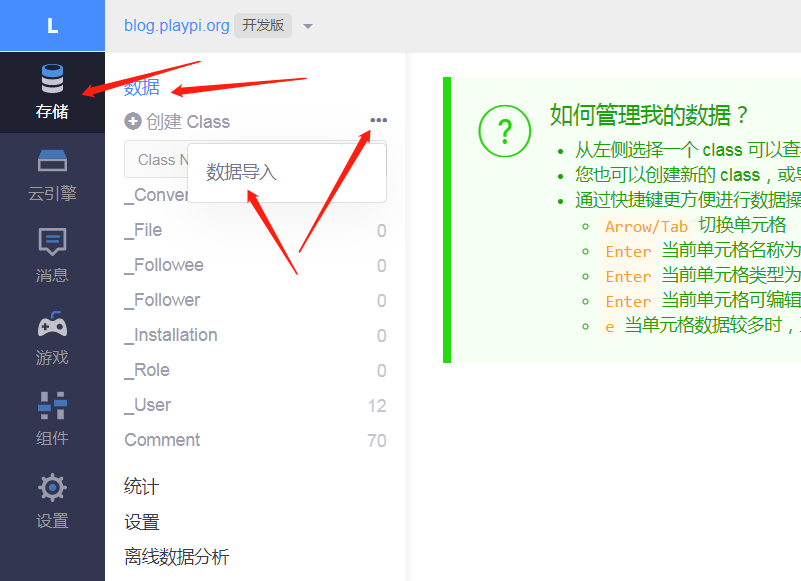 L
blog.playpi.org 开发版
存储
云引擎
消息
游戏
组件
设置
数据
创建 Class
Class N
数据导入
_Conver
_File 0
_Followee 0
_Follower 0
_Installation 0
_Role 0
_User 12
Comment 70
统计
设置
离线数据分析
?
如何管理我的数据？
从左侧选择一个 class 可以查
您也可以创建新的 class，或
通过快捷键更方便进行数据操
Arrow/Tab 切换单元格
Enter 当前单元格名称为
Enter 当前单元格类型为
Enter 当前单元格可编辑
e 当单元格数据较多时，